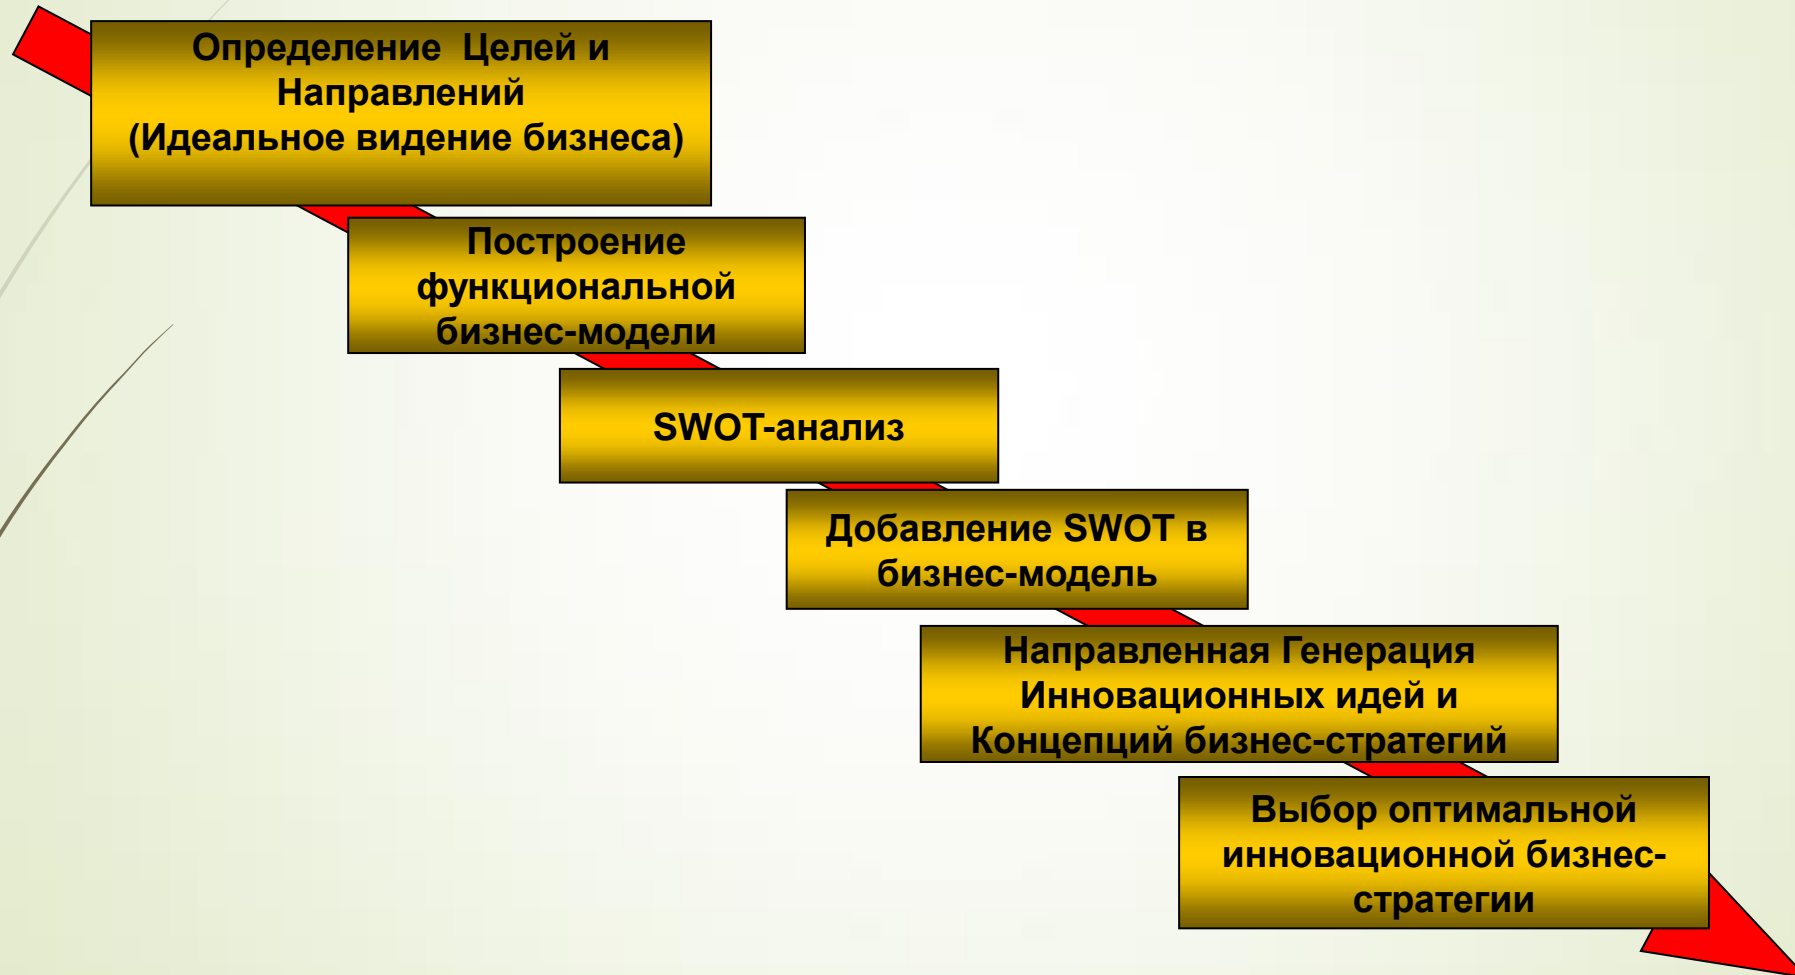 Определение Целей и
Направлений
(Идеальное видение бизнеса)
Построение
функциональной
бизнес-модели
SWOT-анализ
Добавление SWOT в
бизнес-модель
Направленная Генерация
Инновационных идей и
Концепций бизнес-стратегий
Выбор оптимальной
инновационной бизнес-
стратегии